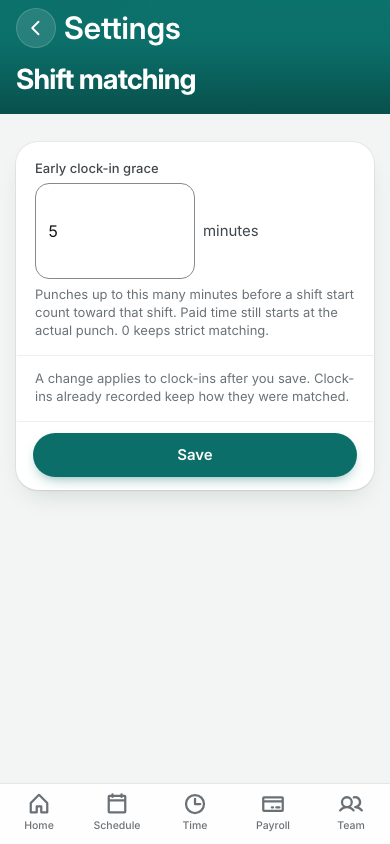 Settings
Shift matching
Early clock-in grace
5
minutes
Punches up to this many minutes before a shift start
count toward that shift. Paid time still starts at the
actual punch. 0 keeps strict matching.
A change applies to clock-ins after you save. Clock-
ins already recorded keep how they were matched.
Save
Home
Schedule
Time
Payroll
Team